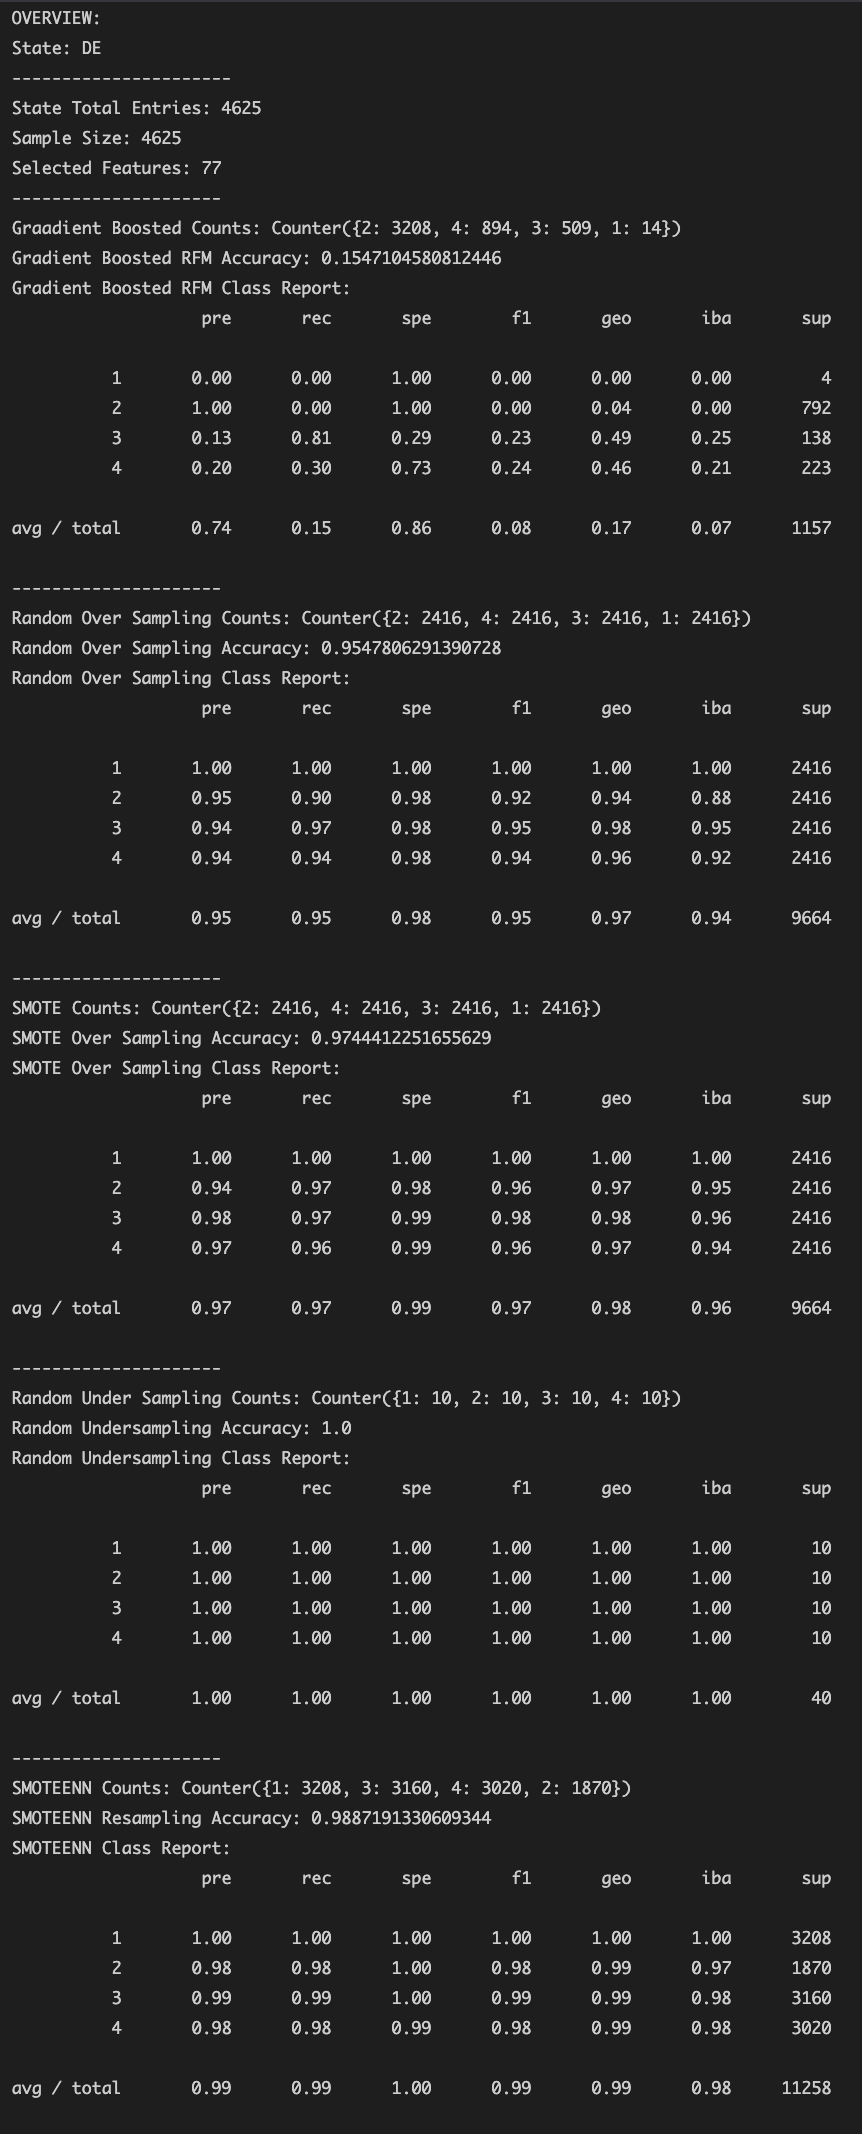 OVERVIEW:
State: DE
----------------------
State Total Entries: 4625
Sample Size: 4625
Selected Features: 77
---------------------
Graadient Boosted Counts: Counter({2: 3208, 4: 894, 3: 509, 1: 14})
Gradient Boosted RFM Accuracy: 0.1547104580812446
Gradient Boosted RFM Class Report:
pre rec spe f1 geo iba sup
1 0.00 0.00 1.00 0.00 0.00 0.00 4
2 1.00 0.00 1.00 0.00 0.04 0.00 792
3 0.13 0.81 0.29 0.23 0.49 0.25 138
4 0.20 0.30 0.73 0.24 0.46 0.21 223
avg / total 0.74 0.15 0.86 0.08 0.17 0.07 1157
---------------------
Random Over Sampling Counts: Counter({2: 2416, 4: 2416, 3: 2416, 1: 2416})
Random Over Sampling Accuracy: 0.9547806291390728
Random Over Sampling Class Report:
pre rec spe f1 geo iba sup
1 1.00 1.00 1.00 1.00 1.00 1.00 2416
2 0.95 0.90 0.98 0.92 0.94 0.88 2416
3 0.94 0.97 0.98 0.95 0.98 0.95 2416
4 0.94 0.94 0.98 0.94 0.96 0.92 2416
avg / total 0.95 0.95 0.98 0.95 0.97 0.94 9664
---------------------
SMOTE Counts: Counter({2: 2416, 4: 2416, 3: 2416, 1: 2416})
SMOTE Over Sampling Accuracy: 0.9744412251655629
SMOTE Over Sampling Class Report:
pre rec spe f1 geo iba sup
1 1.00 1.00 1.00 1.00 1.00 1.00 2416
2 0.94 0.97 0.98 0.96 0.97 0.95 2416
3 0.98 0.97 0.99 0.98 0.98 0.96 2416
4 0.97 0.96 0.99 0.96 0.97 0.94 2416
avg / total 0.97 0.97 0.99 0.97 0.98 0.96 9664
---------------------
Random Under Sampling Counts: Counter({1: 10, 2: 10, 3: 10, 4: 10})
Random Undersampling Accuracy: 1.0
Random Undersampling Class Report:
pre rec spe f1 geo iba sup
1 1.00 1.00 1.00 1.00 1.00 1.00 10
2 1.00 1.00 1.00 1.00 1.00 1.00 10
3 1.00 1.00 1.00 1.00 1.00 1.00 10
4 1.00 1.00 1.00 1.00 1.00 1.00 10
avg / total 1.00 1.00 1.00 1.00 1.00 1.00 40
---------------------
SMOTEENN Counts: Counter({1: 3208, 3: 3160, 4: 3020, 2: 1870})
SMOTEENN Resampling Accuracy: 0.9887191330609344
SMOTEENN Class Report:
pre rec spe f1 geo iba sup
1 1.00 1.00 1.00 1.00 1.00 1.00 3208
2 0.98 0.98 1.00 0.98 0.99 0.97 1870
3 0.99 0.99 1.00 0.99 0.99 0.98 3160
4 0.98 0.98 0.99 0.98 0.99 0.98 3020
avg / total 0.99 0.99 1.00 0.99 0.99 0.98 11258